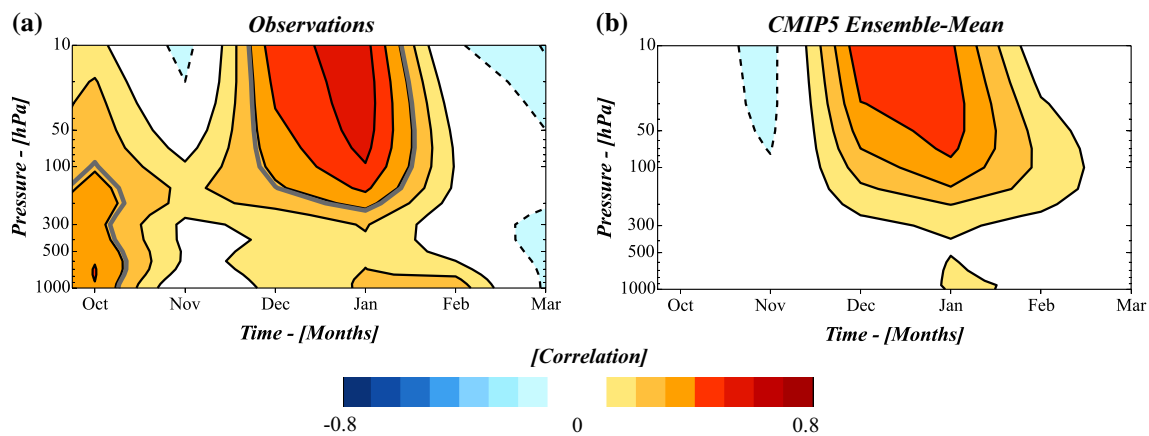 (a) Observations
(b) CMIP5 Ensemble-Mean
Pressure - [hPa]
10
50
100
300
500
1000
Oct Nov Dec Jan Feb Mar
Time - [Months]
Pressure - [hPa]
10
50
100
300
500
1000
Oct Nov Dec Jan Feb Mar
Time - [Months]
[Correlation]
-0.8 0 0.8